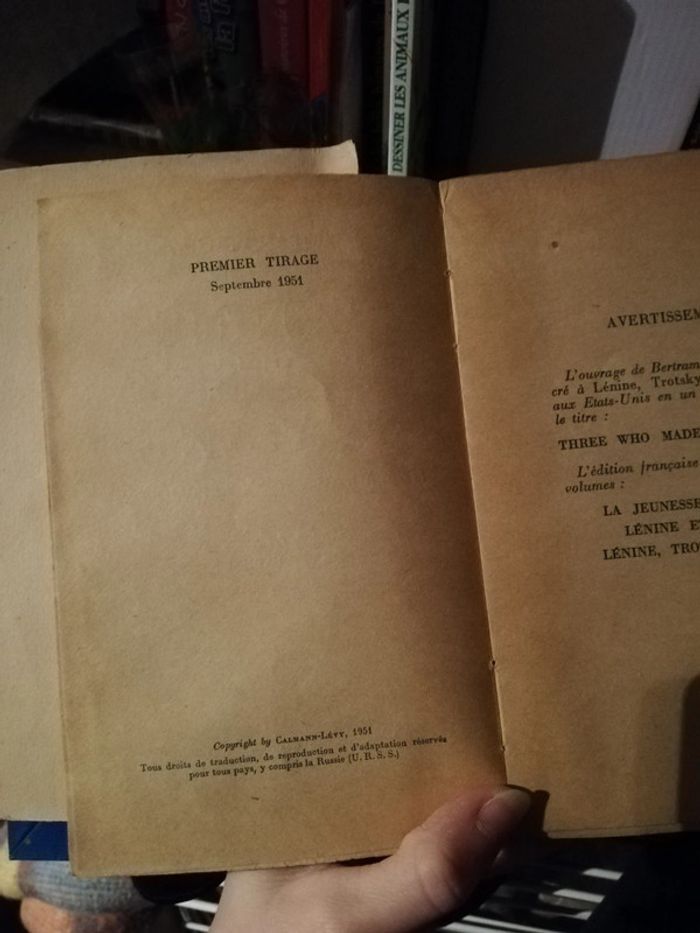 DESSINER LES ANIMAUX
PREMIER TIRAGE
Septembre 1951
Copyright by CALMANN-LÉVY, 1951
Tous droits de traduction, de reproduction et d'adaptation réservés
pour tous pays, y compris la Russie (U. R. S. S.)
AVERTISSEM
L'ouvrage de Bertram
cré à Lénine, Trotsky
aux Etats-Unis en un
le titre :
THREE WHO MADE
L'édition française
volumes :
LA JEUNESSE
LÉNINE E
LÉNINE, TRO